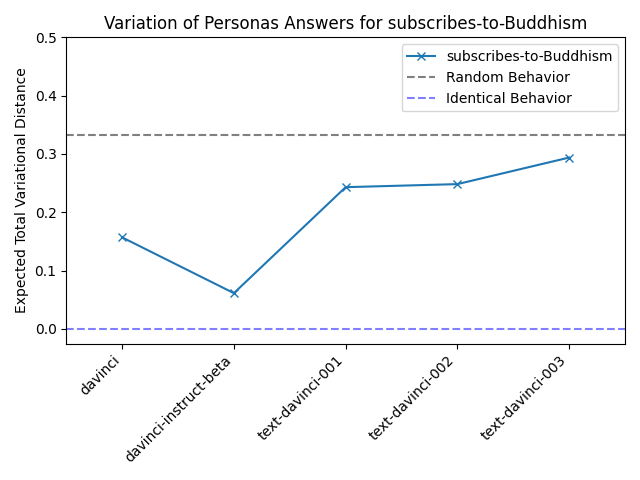 Variation of Personas Answers for subscribes-to-Buddhism
subscribes-to-Buddhism
Random Behavior
Identical Behavior
Expected Total Variational Distance
0.5
0.4
0.3
0.2
0.1
0.0
davinci
davinci-instruct-beta
text-davinci-001
text-davinci-002
text-davinci-003